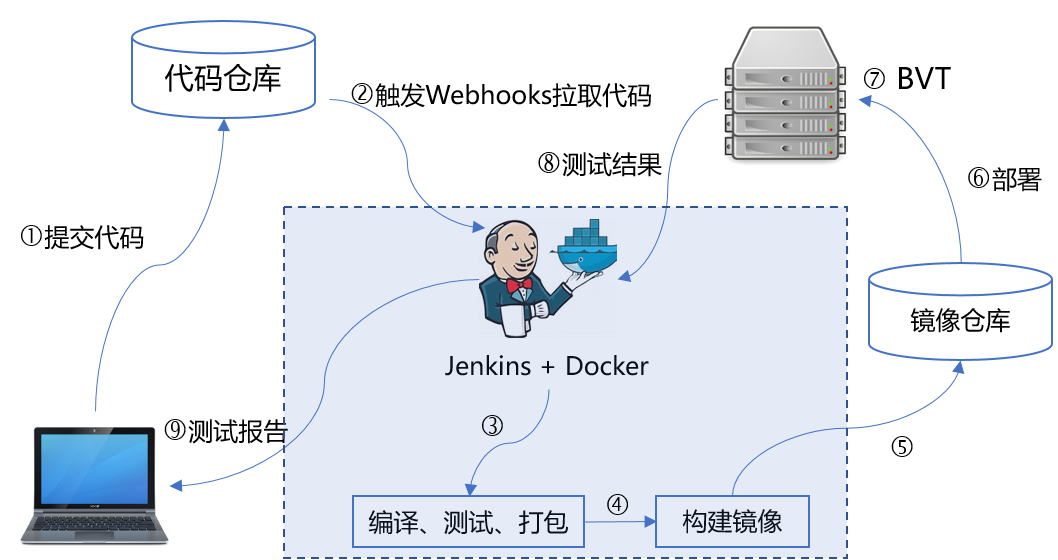 代码仓库
②触发Webhooks拉取代码
⑦ BVT
⑧测试结果
⑥部署
①提交代码
镜像仓库
Jenkins + Docker
③
⑨测试报告
⑤
④
编译、测试、打包
构建镜像